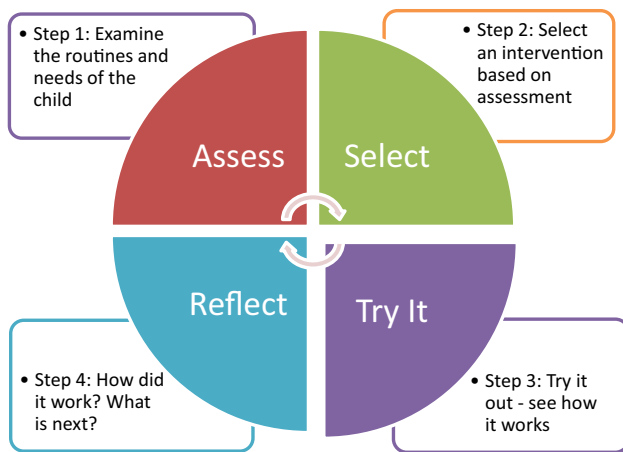 • Step 1: Examine
the routines and
needs of the
child
• Step 2: Select
an intervention
based on
assessment
Assess
Select
Reflect
Try It
• Step 4: How did
it work? What
is next?
• Step 3: Try it
out - see how
it works